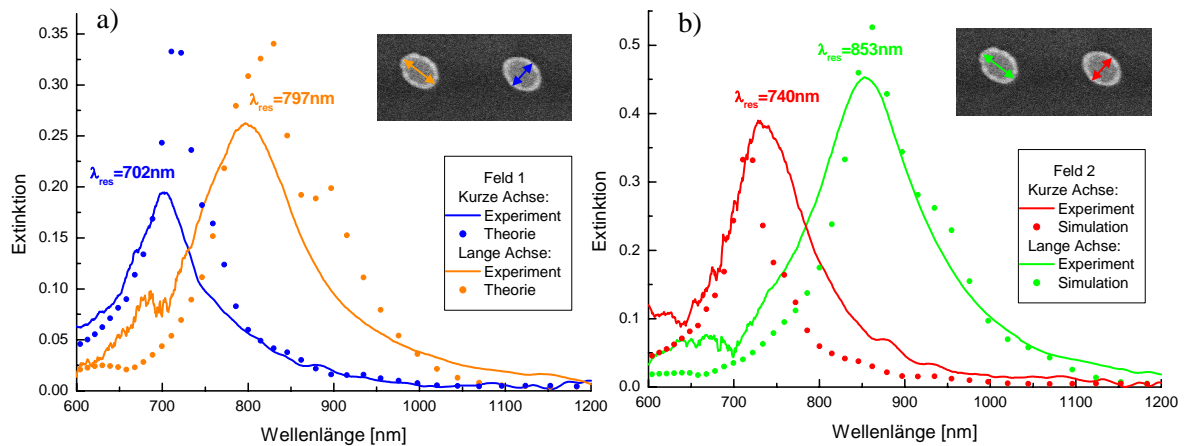 a)
0.35
0.30
0.25
0.20
0.15
0.10
0.05
0.00
Extinktion
λres=797nm
λres=702nm
Feld 1
Kurze Achse:
Experiment
Theorie
Lange Achse:
Experiment
Theorie
600 700 800 900 1000 1100 1200
Wellenlänge [nm]
b)
0.5
0.4
0.3
0.2
0.1
0.0
Extinktion
λres=853nm
λres=740nm
Feld 2
Kurze Achse:
Experiment
Simulation
Lange Achse:
Experiment
Simulation
600 700 800 900 1000 1100 1200
Wellenlänge [nm]